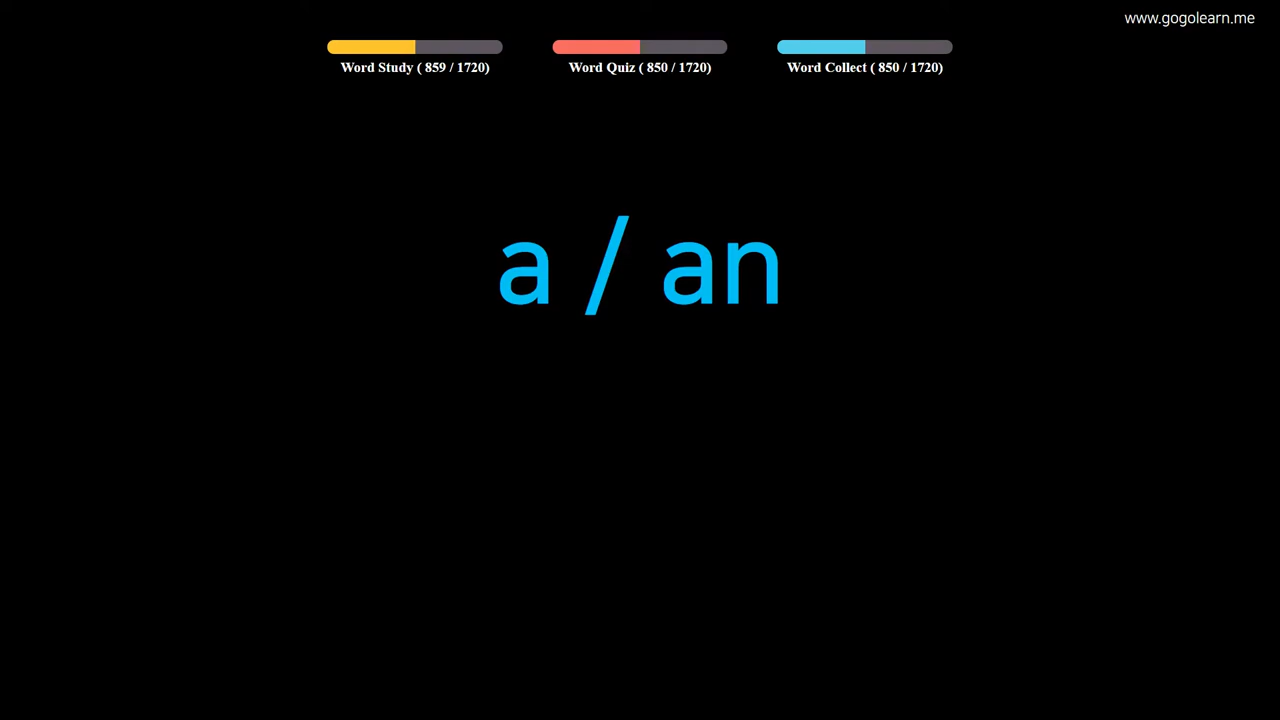 www.gogolearn.me
Word Study ( 859 / 1720) Word Quiz ( 850 / 1720) Word Collect ( 850 / 1720)
a / an